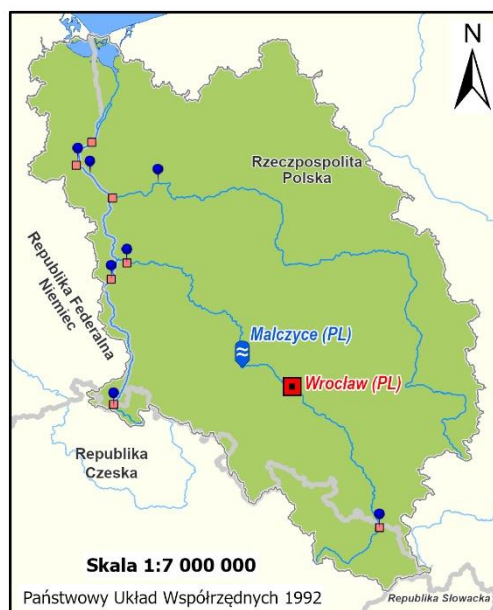 N
Rzeczpospolita
Polska
Republika Federalna
Niemiec
Malczyce (PL)
Wrocław (PL)
Republika
Czeska
Skala 1:7 000 000
Państwowy Układ Współrzędnych 1992
Republika Słowacka